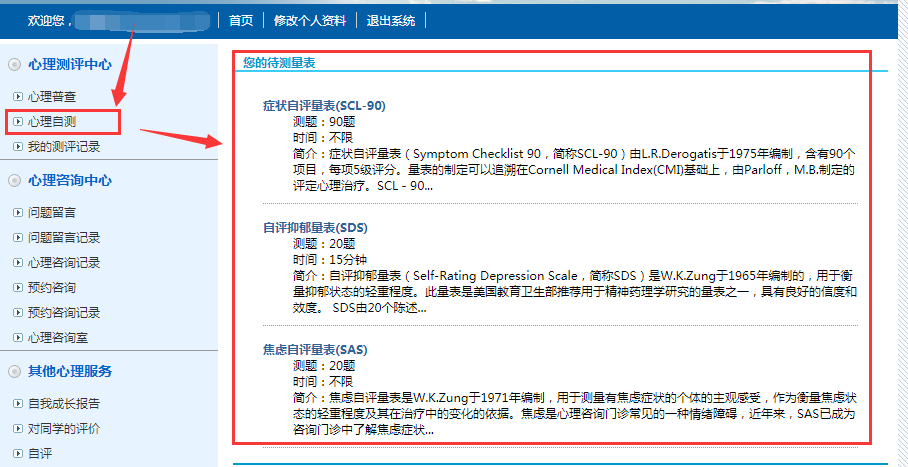 欢迎您，
首页
修改个人资料
退出系统
心理测评中心
心理普查
心理自测
我的测评记录
心理咨询中心
问题留言
问题留言记录
心理咨询记录
预约咨询
预约咨询记录
心理咨询室
其他心理服务
自我成长报告
对同学的评价
自评
您的待测量表
症状自评量表(SCL-90)
测题：90题
时间：不限
简介：症状自评量表（Symptom Checklist 90，简称SCL-90）由L.R.Derogatis于1975年编制，含有90个
项目，每项5级评分。量表的制定可以追溯在Cornell Medical Index(CMI)基础上，由Parloff，M.B.制定的
评定心理治疗。SCL－90...
自评抑郁量表(SDS)
测题：20题
时间：15分钟
简介：自评抑郁量表（Self-Rating Depression Scale，简称SDS）是W.K.Zung于1965年编制的，用于衡
量抑郁状态的轻重程度。此量表是美国教育卫生部推荐用于精神药理学研究的量表之一，具有良好的信度和
效度。 SDS由20个陈述...
焦虑自评量表(SAS)
测题：20题
时间：不限
简介：焦虑自评量表是W.K.Zung于1971年编制，用于测量有焦虑症状的个体的主观感受，作为衡量焦虑状
态的轻重程度及其在治疗中的变化的依据。焦虑是心理咨询门诊常见的一种情绪障碍，近年来，SAS已成为
咨询门诊中了解焦虑症状...